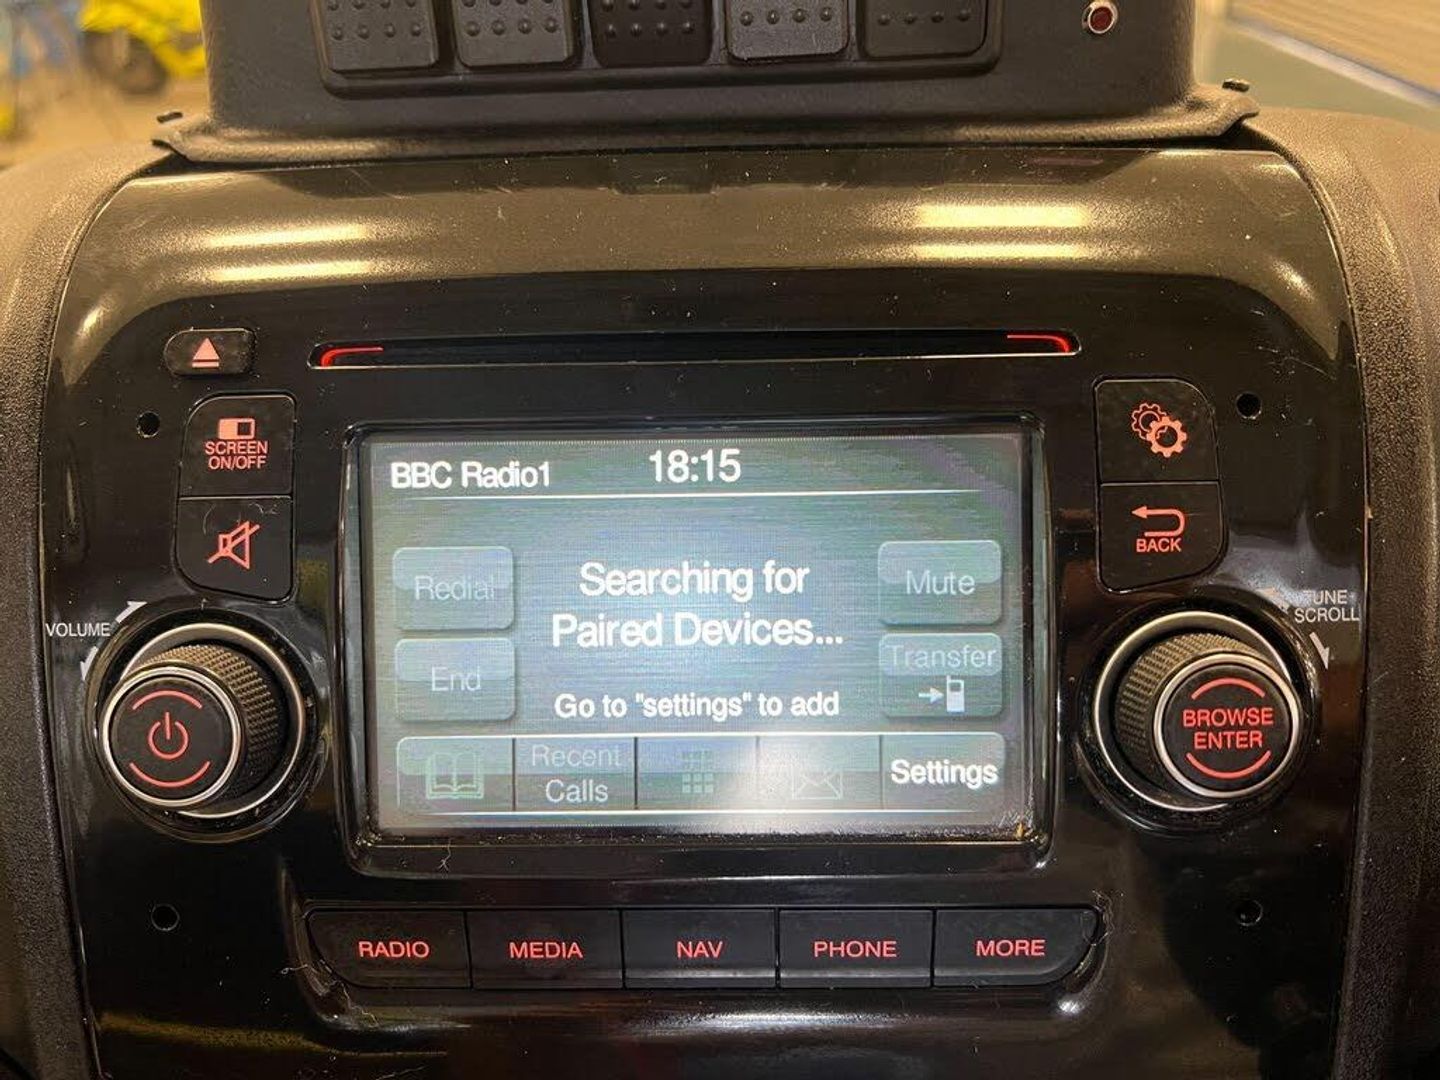 SCREEN
ON/OFF
BACK
VOLUME
TUNE
SCROLL
BBC Radio1 18:15
Redial
Searching for
Paired Devices...
Mute
End
Transfer
Go to "settings" to add
Recent
Calls
Settings
BROWSE
ENTER
RADIO MEDIA NAV PHONE MORE